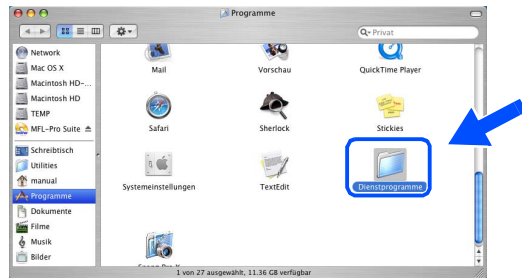 Programme
Privat
Network
Mac OS X
Macintosh HD-...
Macintosh HD
TEMP
MFL-Pro Suite
Schreibtisch
Utilities
manual
Programme
Dokumente
Filme
Musik
Bilder
Mail
Vorschau
QuickTime Player
Safari
Sherlock
Stickies
Systemeinstellungen
TextEdit
Dienstprogramme
1 von 27 ausgewählt, 11.36 GB verfügbar